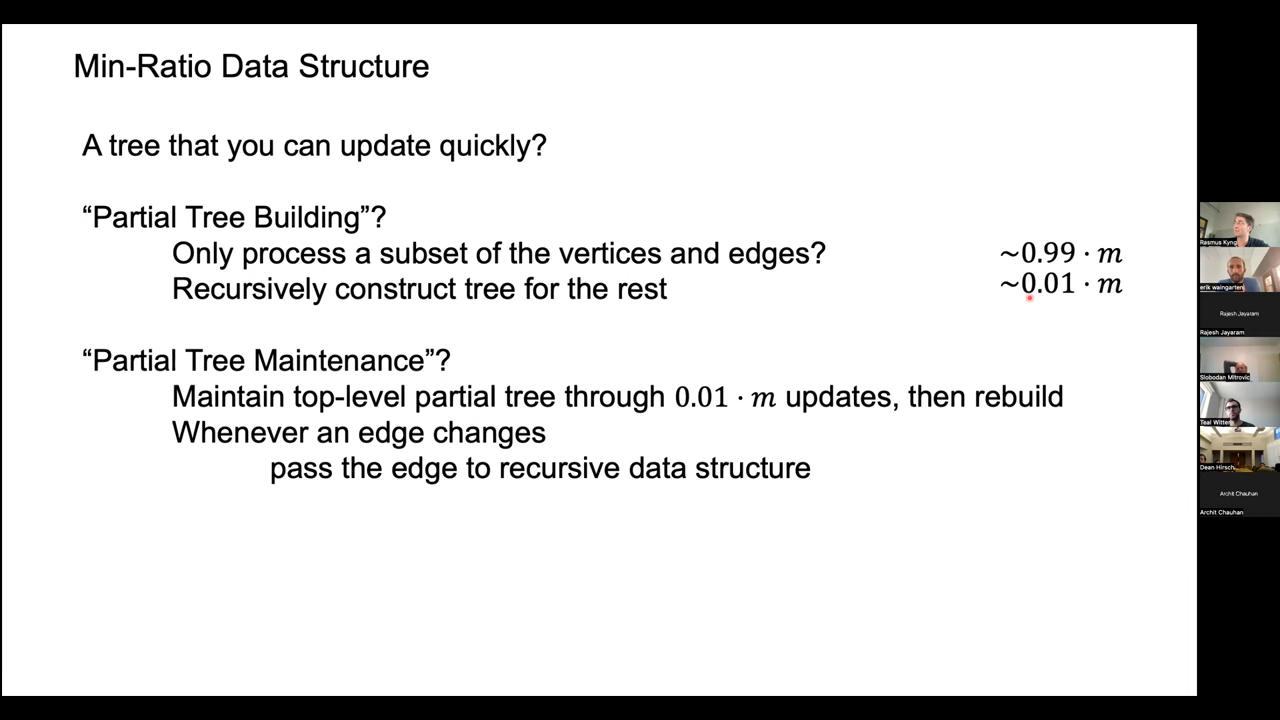 Min-Ratio Data Structure
A tree that you can update quickly?
“Partial Tree Building”?
Only process a subset of the vertices and edges? ~0.99 · m
Recursively construct tree for the rest ~0.01 · m
“Partial Tree Maintenance”?
Maintain top-level partial tree through 0.01 · m updates, then rebuild
Whenever an edge changes
pass the edge to recursive data structure
Rasmus Kyng
erik waingarten
Rajesh Jayaram
Rajesh Jayaram
Slobodan Mitrovic
Teal Witter
Dean Hirsch
Archit Chauhan
Archit Chauhan